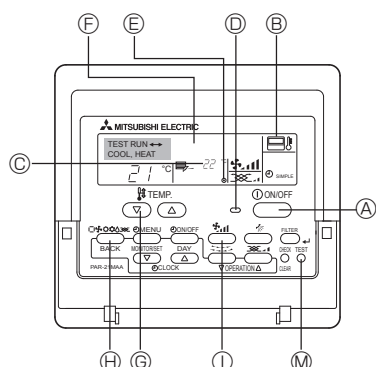 F
E
D
B
MITSUBISHI ELECTRIC
TEST RUN
COOL, HEAT
C
22
21 °C
SIMPLE
TEMP.
ON/OFF
A
MENU ON/OFF
FILTER
BACK MONITOR/SET DAY
CHECK TEST
PAR-21MAA
CLOCK
OPERATION
CLEAR
H G I M